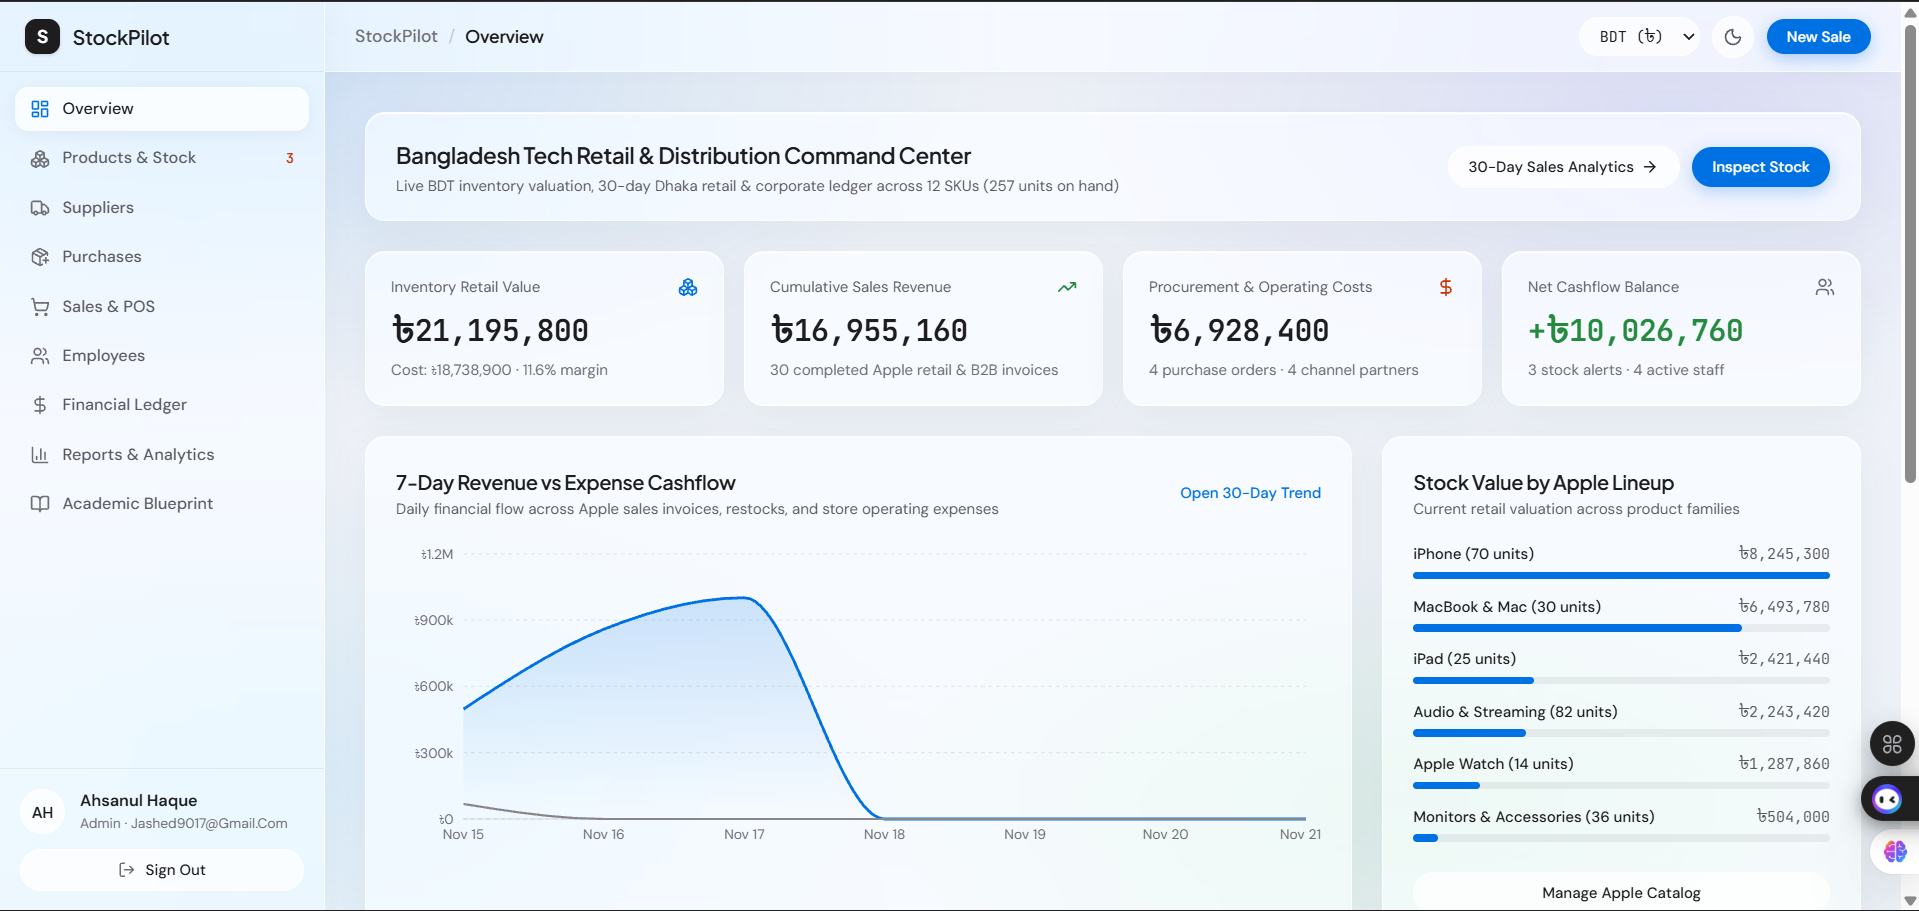 S StockPilot
StockPilot / Overview
BDT (৳)
New Sale
Overview
Products & Stock 3
Suppliers
Purchases
Sales & POS
Employees
Financial Ledger
Reports & Analytics
Academic Blueprint
AH
Ahsanul Haque
Admin · Jashed9017@Gmail.Com
Sign Out
Bangladesh Tech Retail & Distribution Command Center
Live BDT inventory valuation, 30-day Dhaka retail & corporate ledger across 12 SKUs (257 units on hand)
30-Day Sales Analytics →
Inspect Stock
Inventory Retail Value
৳21,195,800
Cost: ৳18,738,900 · 11.6% margin
Cumulative Sales Revenue
৳16,955,160
30 completed Apple retail & B2B invoices
Procurement & Operating Costs
৳6,928,400
4 purchase orders · 4 channel partners
Net Cashflow Balance
+৳10,026,760
3 stock alerts · 4 active staff
7-Day Revenue vs Expense Cashflow
Daily financial flow across Apple sales invoices, restocks, and store operating expenses
Open 30-Day Trend
৳1.2M
৳900k
৳600k
৳300k
৳0
Nov 15 Nov 16 Nov 17 Nov 18 Nov 19 Nov 20 Nov 21
Stock Value by Apple Lineup
Current retail valuation across product families
iPhone (70 units) ৳8,245,300
MacBook & Mac (30 units) ৳6,493,780
iPad (25 units) ৳2,421,440
Audio & Streaming (82 units) ৳2,243,420
Apple Watch (14 units) ৳1,287,860
Monitors & Accessories (36 units) ৳504,000
Manage Apple Catalog